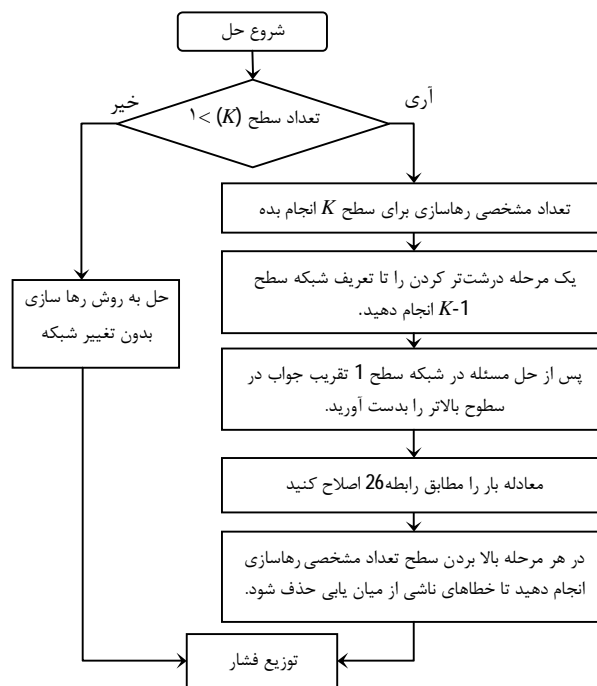 شروع حل
تعداد سطح (K) >۱
آری
خیر
تعداد مشخصی رهاسازی برای سطح K انجام بده
یک مرحله درشت‌تر کردن را تا تعریف شبکه سطح
K-1 انجام دهید.
حل به روش رها سازی
بدون تغییر شبکه
پس از حل مسئله در شبکه سطح 1 تقریب جواب در
سطوح بالاتر را بدست آورید.
معادله بار را مطابق رابطه26 اصلاح کنید
در هر مرحله بالا بردن سطح تعداد مشخصی رهاسازی
انجام دهید تا خطاهای ناشی از میان یابی حذف شود.
توزیع فشار